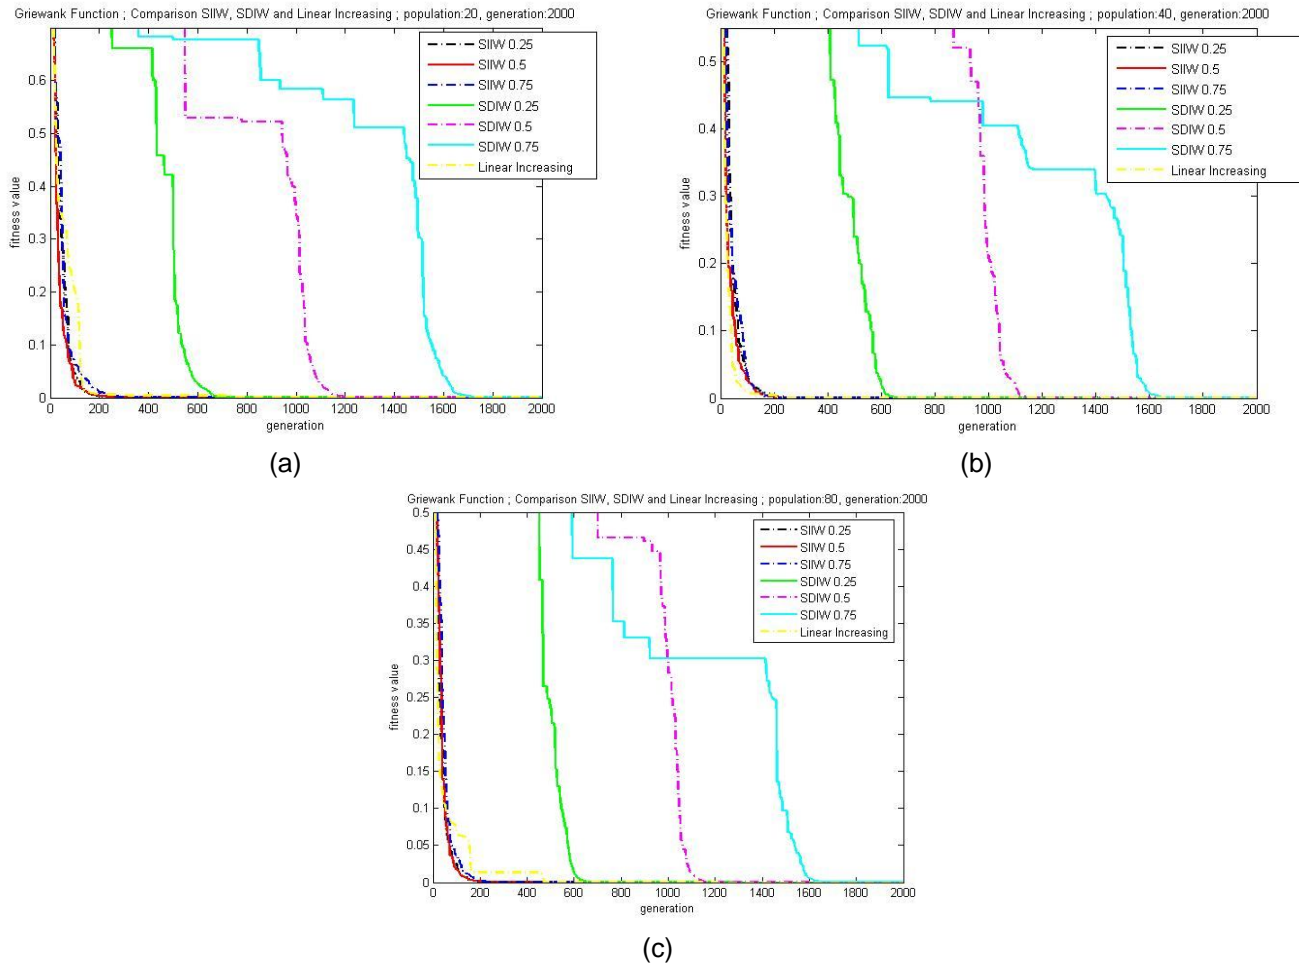 Griewank Function ; Comparison SIIW, SDIW and Linear Increasing ; population:20, generation:2000
SIIW 0.25
SIIW 0.5
SIIW 0.75
SDIW 0.25
SDIW 0.5
SDIW 0.75
Linear Increasing
fitness value
0.6
0.5
0.4
0.3
0.2
0.1
0
0 200 400 600 800 1000 1200 1400 1600 1800 2000
generation
(a)
Griewank Function ; Comparison SIIW, SDIW and Linear Increasing ; population:40, generation:2000
SIIW 0.25
SIIW 0.5
SIIW 0.75
SDIW 0.25
SDIW 0.5
SDIW 0.75
Linear Increasing
fitness value
0.5
0.4
0.3
0.2
0.1
0
0 200 400 600 800 1000 1200 1400 1600 1800 2000
generation
(b)
Griewank Function ; Comparison SIIW, SDIW and Linear Increasing ; population:80, generation:2000
SIIW 0.25
SIIW 0.5
SIIW 0.75
SDIW 0.25
SDIW 0.5
SDIW 0.75
Linear Increasing
fitness value
0.5
0.45
0.4
0.35
0.3
0.25
0.2
0.15
0.1
0.05
0
0 200 400 600 800 1000 1200 1400 1600 1800 2000
generation
(c)